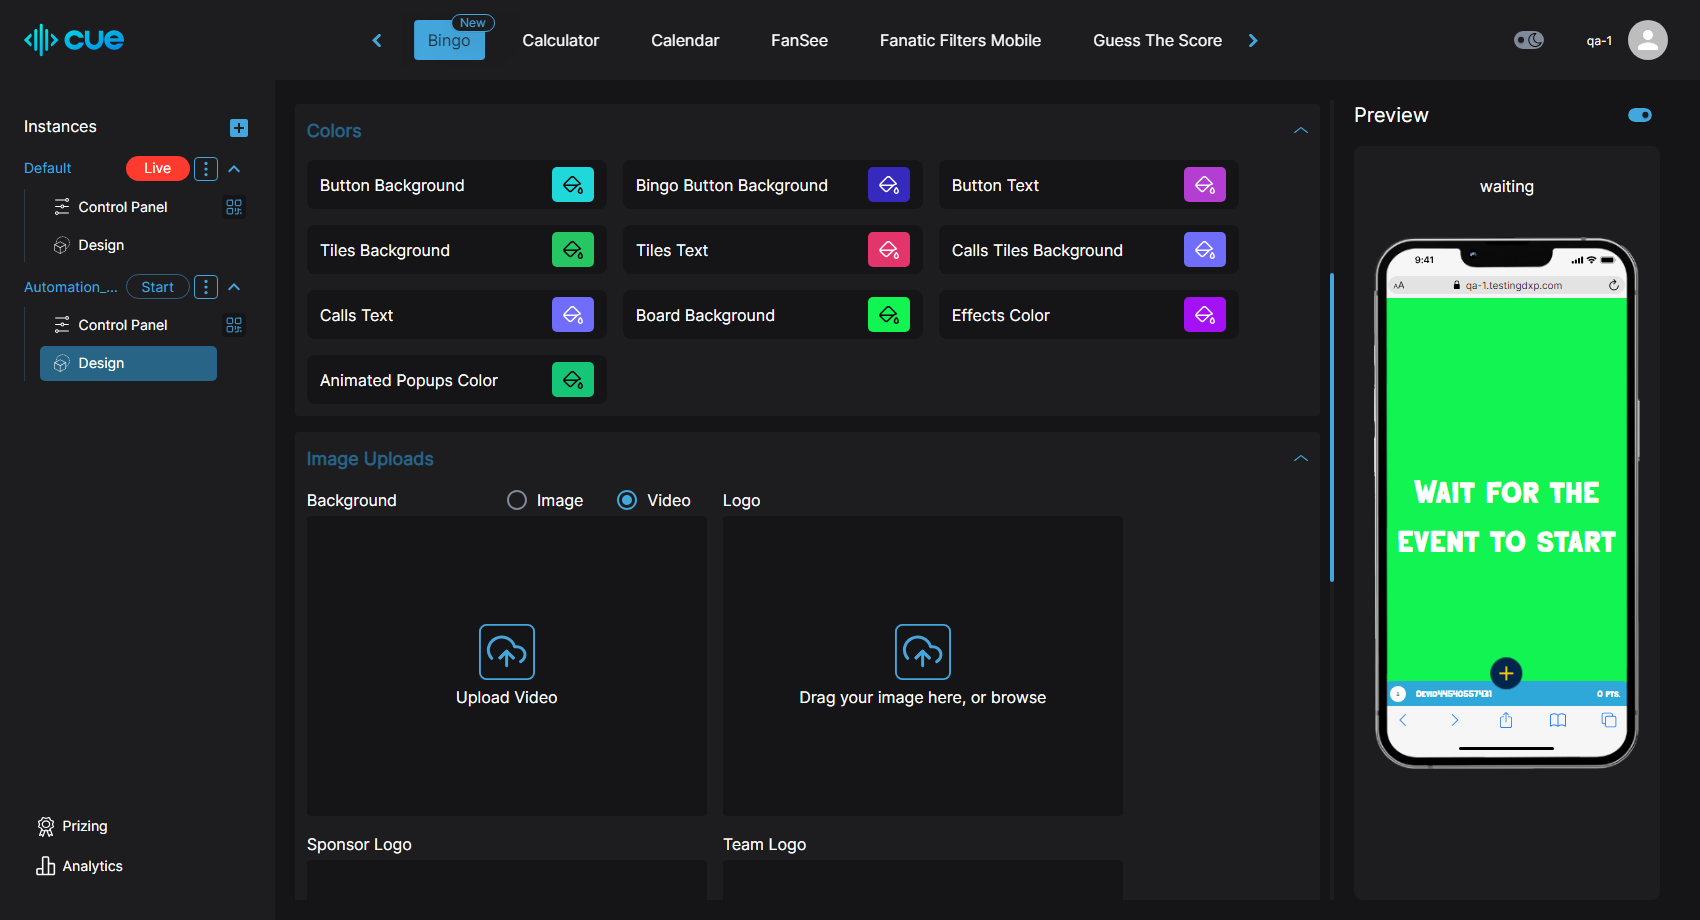 cue
Bingo
New
Calculator
Calendar
FanSee
Fanatic Filters Mobile
Guess The Score
qa-1
Instances
Default
Live
Control Panel
Design
Automation_...
Start
Control Panel
Design
Prizing
Analytics
Colors
Button Background
Bingo Button Background
Button Text
Tiles Background
Tiles Text
Calls Tiles Background
Calls Text
Board Background
Effects Color
Animated Popups Color
Image Uploads
Background
Image
Video
Logo
Upload Video
Drag your image here, or browse
Sponsor Logo
Team Logo
Preview
waiting
9:41
AA
qa-1.testingdxp.com
WAIT FOR THE
EVENT TO START
DEVID44540557431
0 PTS.